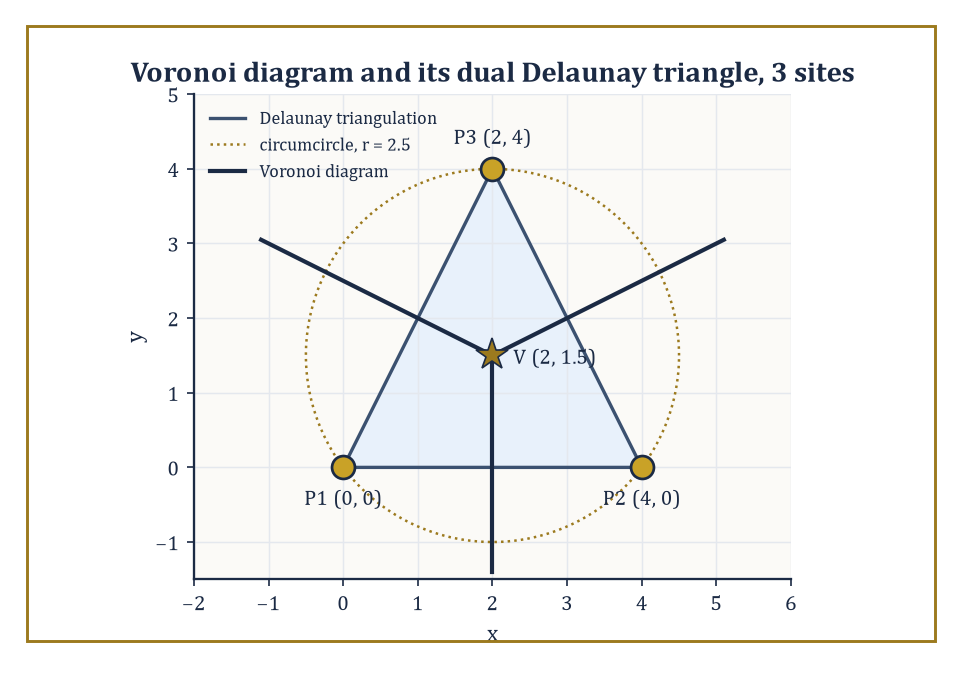 Voronoi diagram and its dual Delaunay triangle, 3 sites
Delaunay triangulation
circumcircle, r = 2.5
Voronoi diagram
P3 (2, 4)
V (2, 1.5)
P1 (0, 0)
P2 (4, 0)
y
5
4
3
2
1
0
−1
−2 −1 0 1 2 3 4 5 6
x